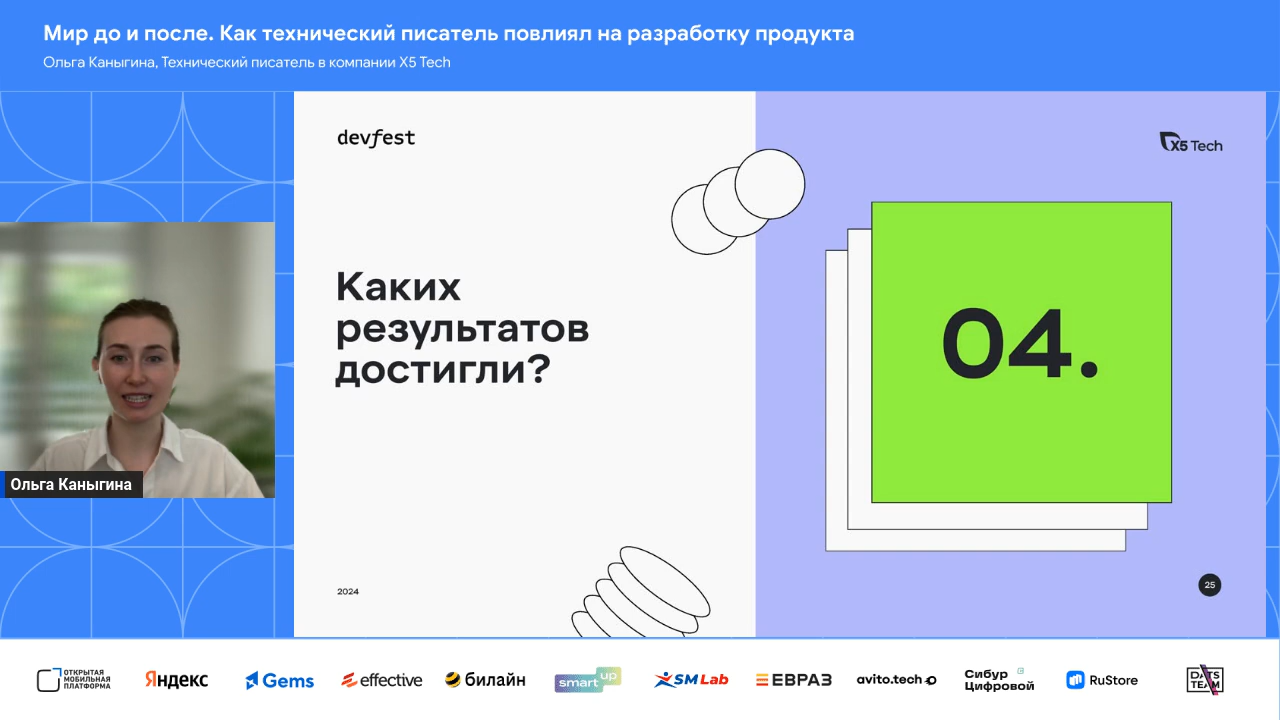 Мир до и после. Как технический писатель повлиял на разработку продукта
Ольга Каныгина, Технический писатель в компании X5 Tech
devfest
X5 Tech
Каких
результатов
достигли?
04.
Ольга Каныгина
2024
25
ОТКРЫТАЯ
МОБИЛЬНАЯ
ПЛАТФОРМА
Яндекс
Gems
effective
билайн
smart up
SM Lab
ЕВРАЗ
avito.tech
Сибур
Цифровой
RuStore
DATS
TEAM